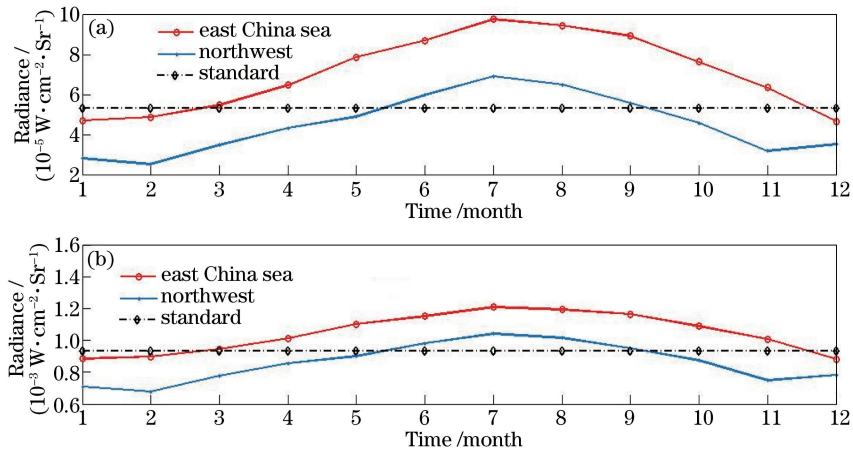 (a)
east China sea
northwest
standard
Radiance /
(10⁻⁵ W·cm⁻²·Sr⁻¹)
10
8
6
4
2
1 2 3 4 5 6 7 8 9 10 11 12
Time /month
(b)
east China sea
northwest
standard
Radiance /
(10⁻³ W·cm⁻²·Sr⁻¹)
1.6
1.4
1.2
1.0
0.8
0.6
1 2 3 4 5 6 7 8 9 10 11 12
Time /month